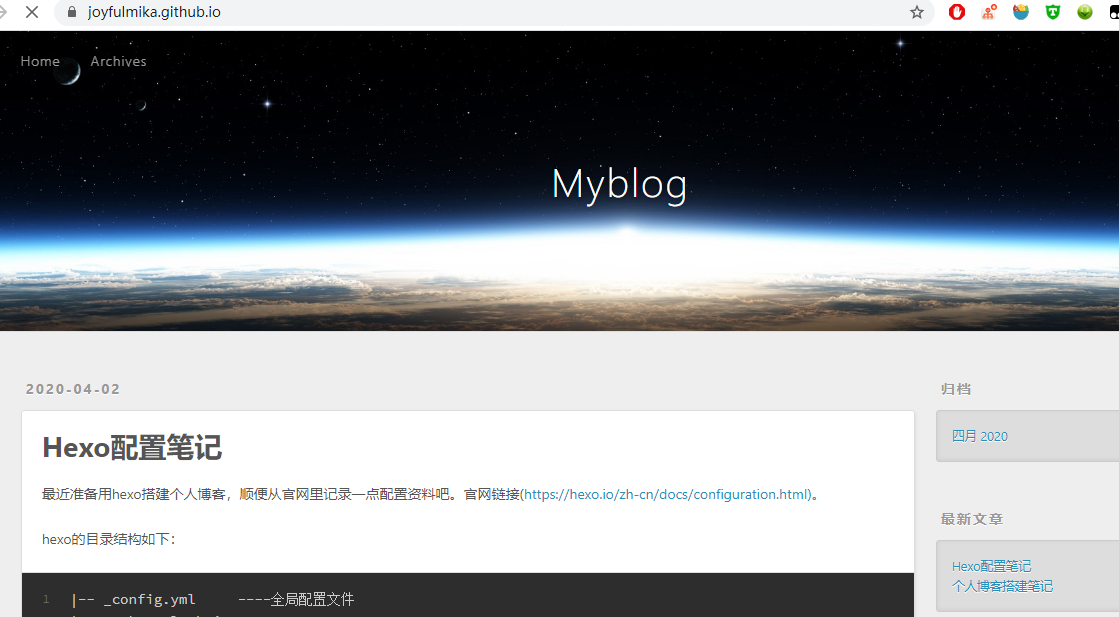 joyfulmika.github.io
Home Archives
Myblog
2020-04-02
Hexo配置笔记
最近准备用hexo搭建个人博客，顺便从官网里记录一点配置资料吧。官网链接(https://hexo.io/zh-cn/docs/configuration.html)。
hexo的目录结构如下：
1 |-- _config.yml ----全局配置文件
归档
四月 2020
最新文章
Hexo配置笔记
个人博客搭建笔记